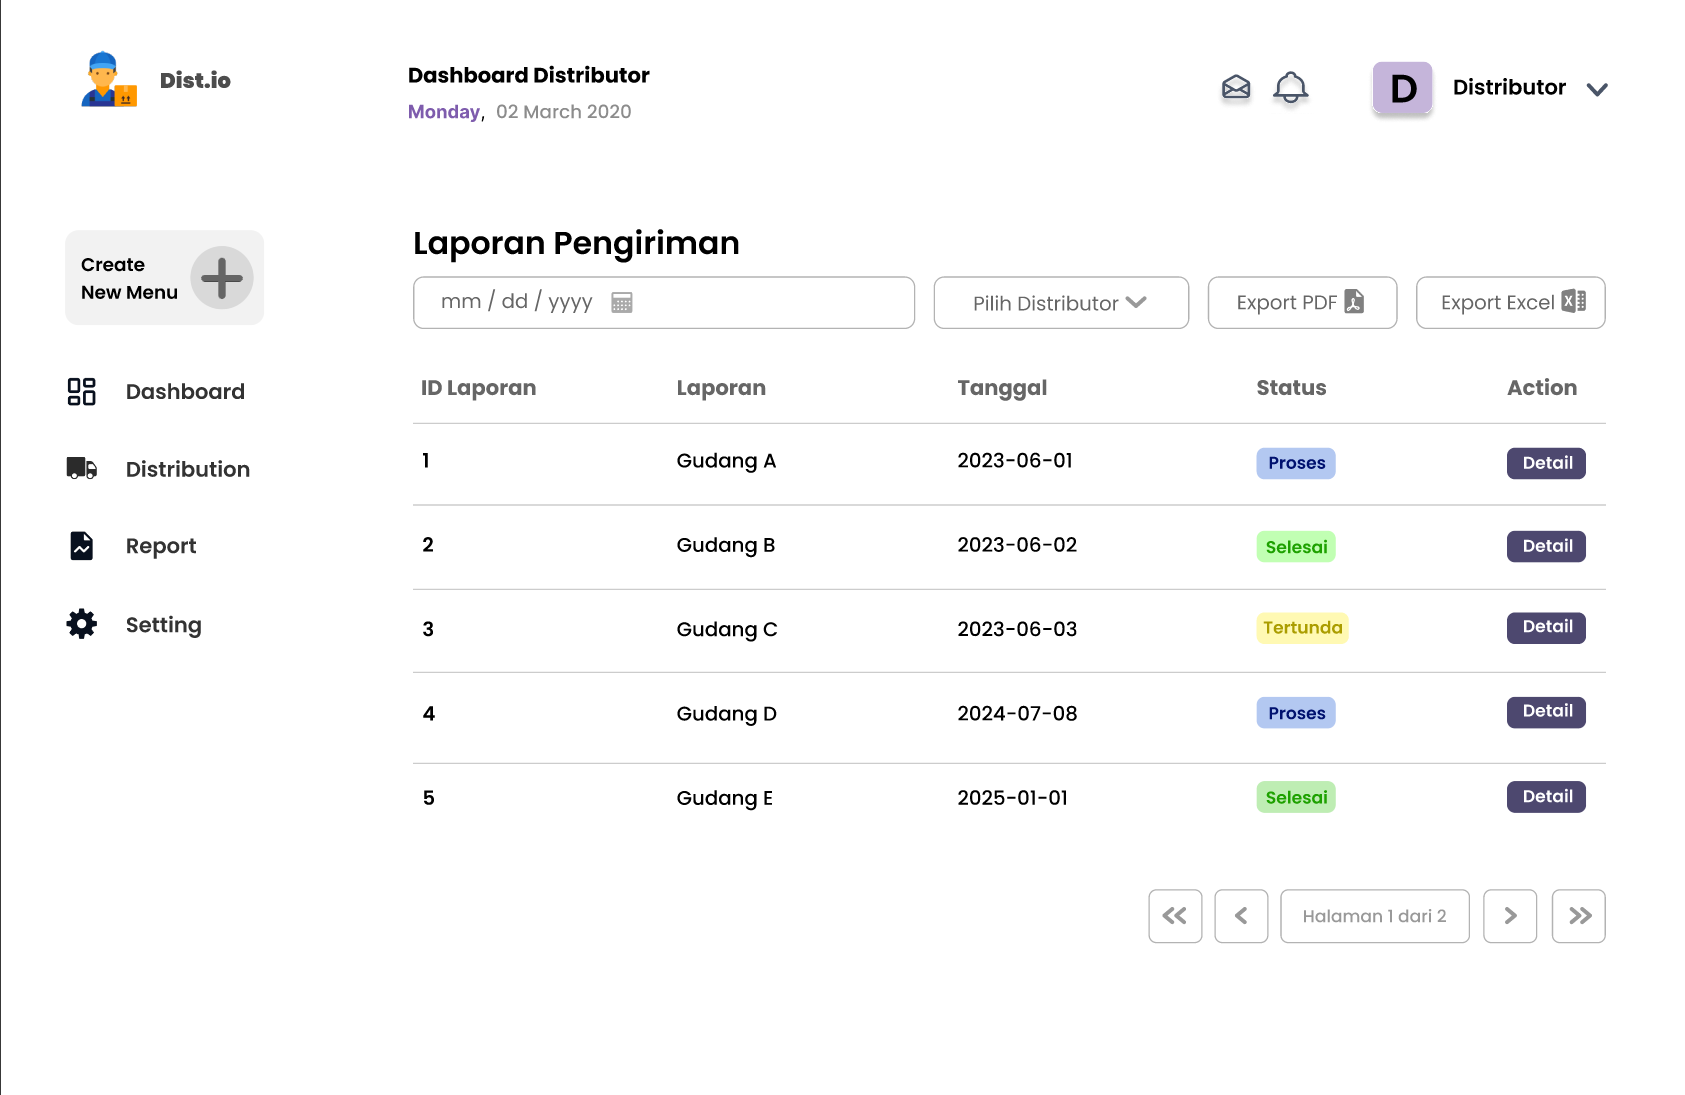 Dist.io
Dashboard Distributor
Monday, 02 March 2020
D
Distributor
Create
New Menu
Dashboard
Distribution
Report
Setting
Laporan Pengiriman
mm / dd / yyyy
Pilih Distributor
Export PDF
Export Excel
ID Laporan Laporan Tanggal Status Action
1 Gudang A 2023-06-01 Proses Detail
2 Gudang B 2023-06-02 Selesai Detail
3 Gudang C 2023-06-03 Tertunda Detail
4 Gudang D 2024-07-08 Proses Detail
5 Gudang E 2025-01-01 Selesai Detail
Halaman 1 dari 2